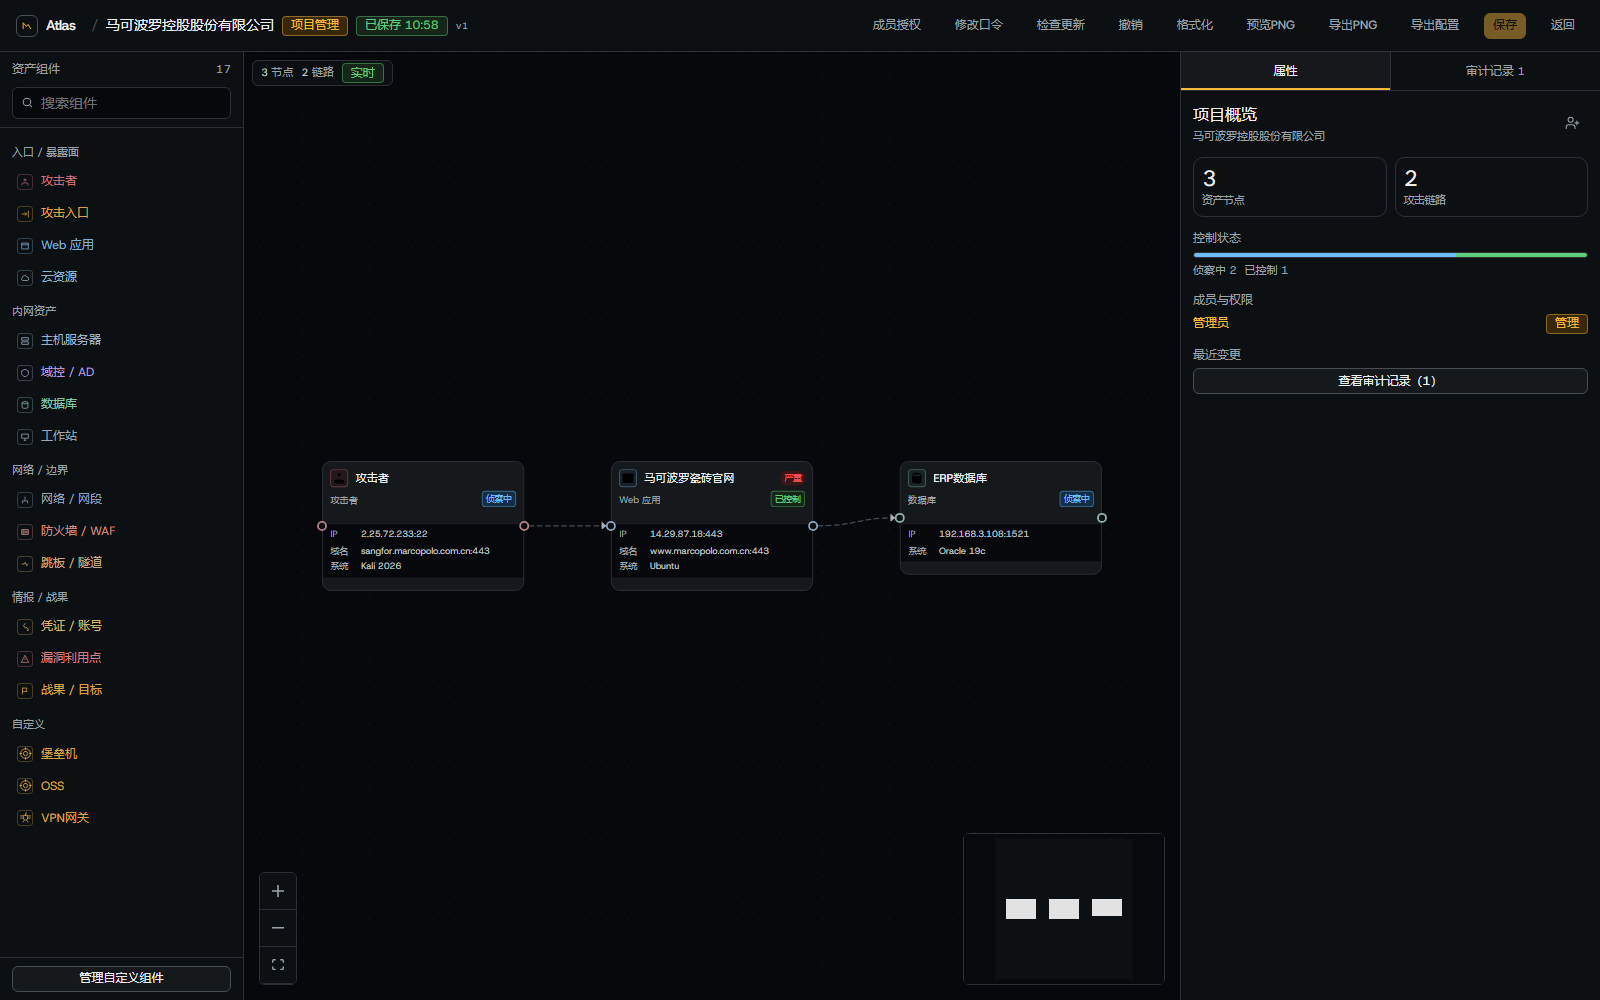 Atlas / 马可波罗控股股份有限公司 项目管理 已保存 10:58 v1
成员授权 修改口令 检查更新 撤销 格式化 预览PNG 导出PNG 导出配置 保存 返回
资产组件 17
搜索组件
入口 / 暴露面
攻击者
攻击入口
Web 应用
云资源
内网资产
主机服务器
域控 / AD
数据库
工作站
网络 / 边界
网络 / 网段
防火墙 / WAF
跳板 / 隧道
情报 / 战果
凭证 / 账号
漏洞利用点
战果 / 目标
自定义
堡垒机
OSS
VPN网关
管理自定义组件
3 节点 2 链路 实时
攻击者
攻击者 侦察中
IP 2.25.72.233:22
域名 sangfor.marcopolo.com.cn:443
系统 Kali 2026
马可波罗瓷砖官网 严重
Web 应用 已控制
IP 14.29.87.18:443
域名 www.marcopolo.com.cn:443
系统 Ubuntu
ERP数据库
数据库 侦察中
IP 192.168.3.108:1521
系统 Oracle 19c
属性 审计记录 1
项目概览
马可波罗控股股份有限公司
3
资产节点
2
攻击链路
控制状态
侦察中 2 已控制 1
成员与权限
管理员 管理
最近变更
查看审计记录（1）